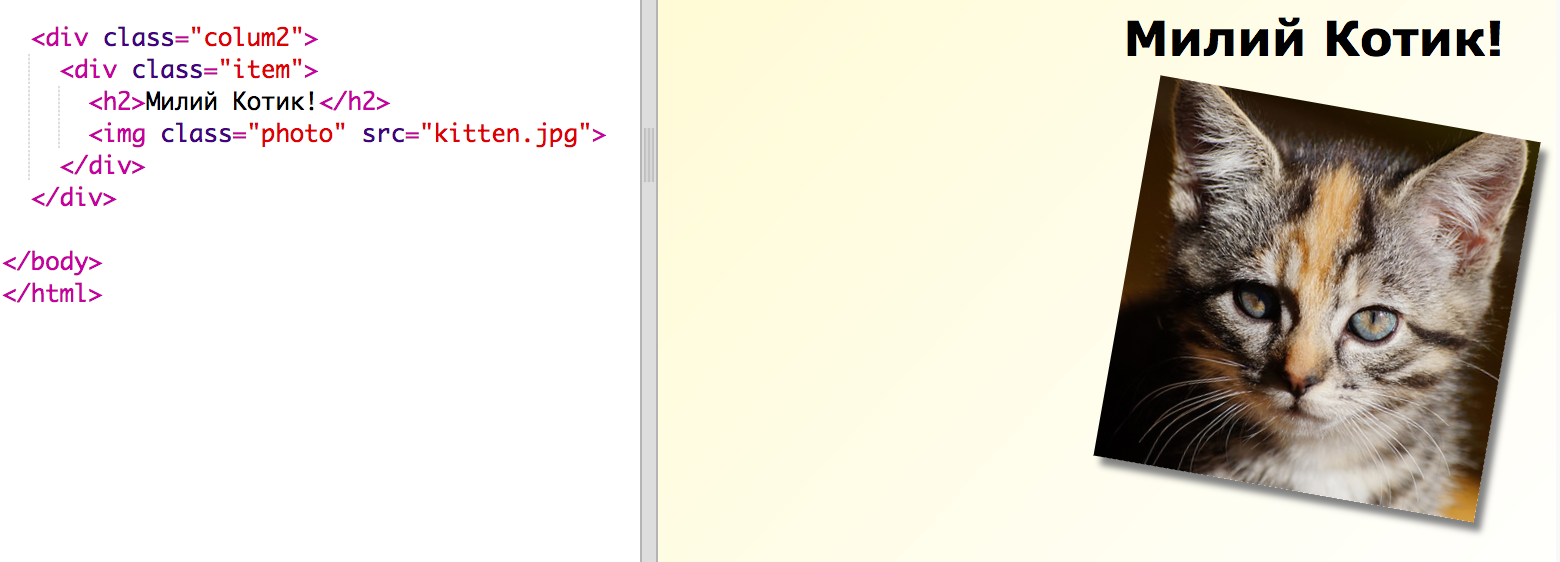 <div class="colum2">
<div class="item">
<h2>Милий Котик!</h2>
<img class="photo" src="kitten.jpg">
</div>
</div>
</body>
</html>
Милий Котик!